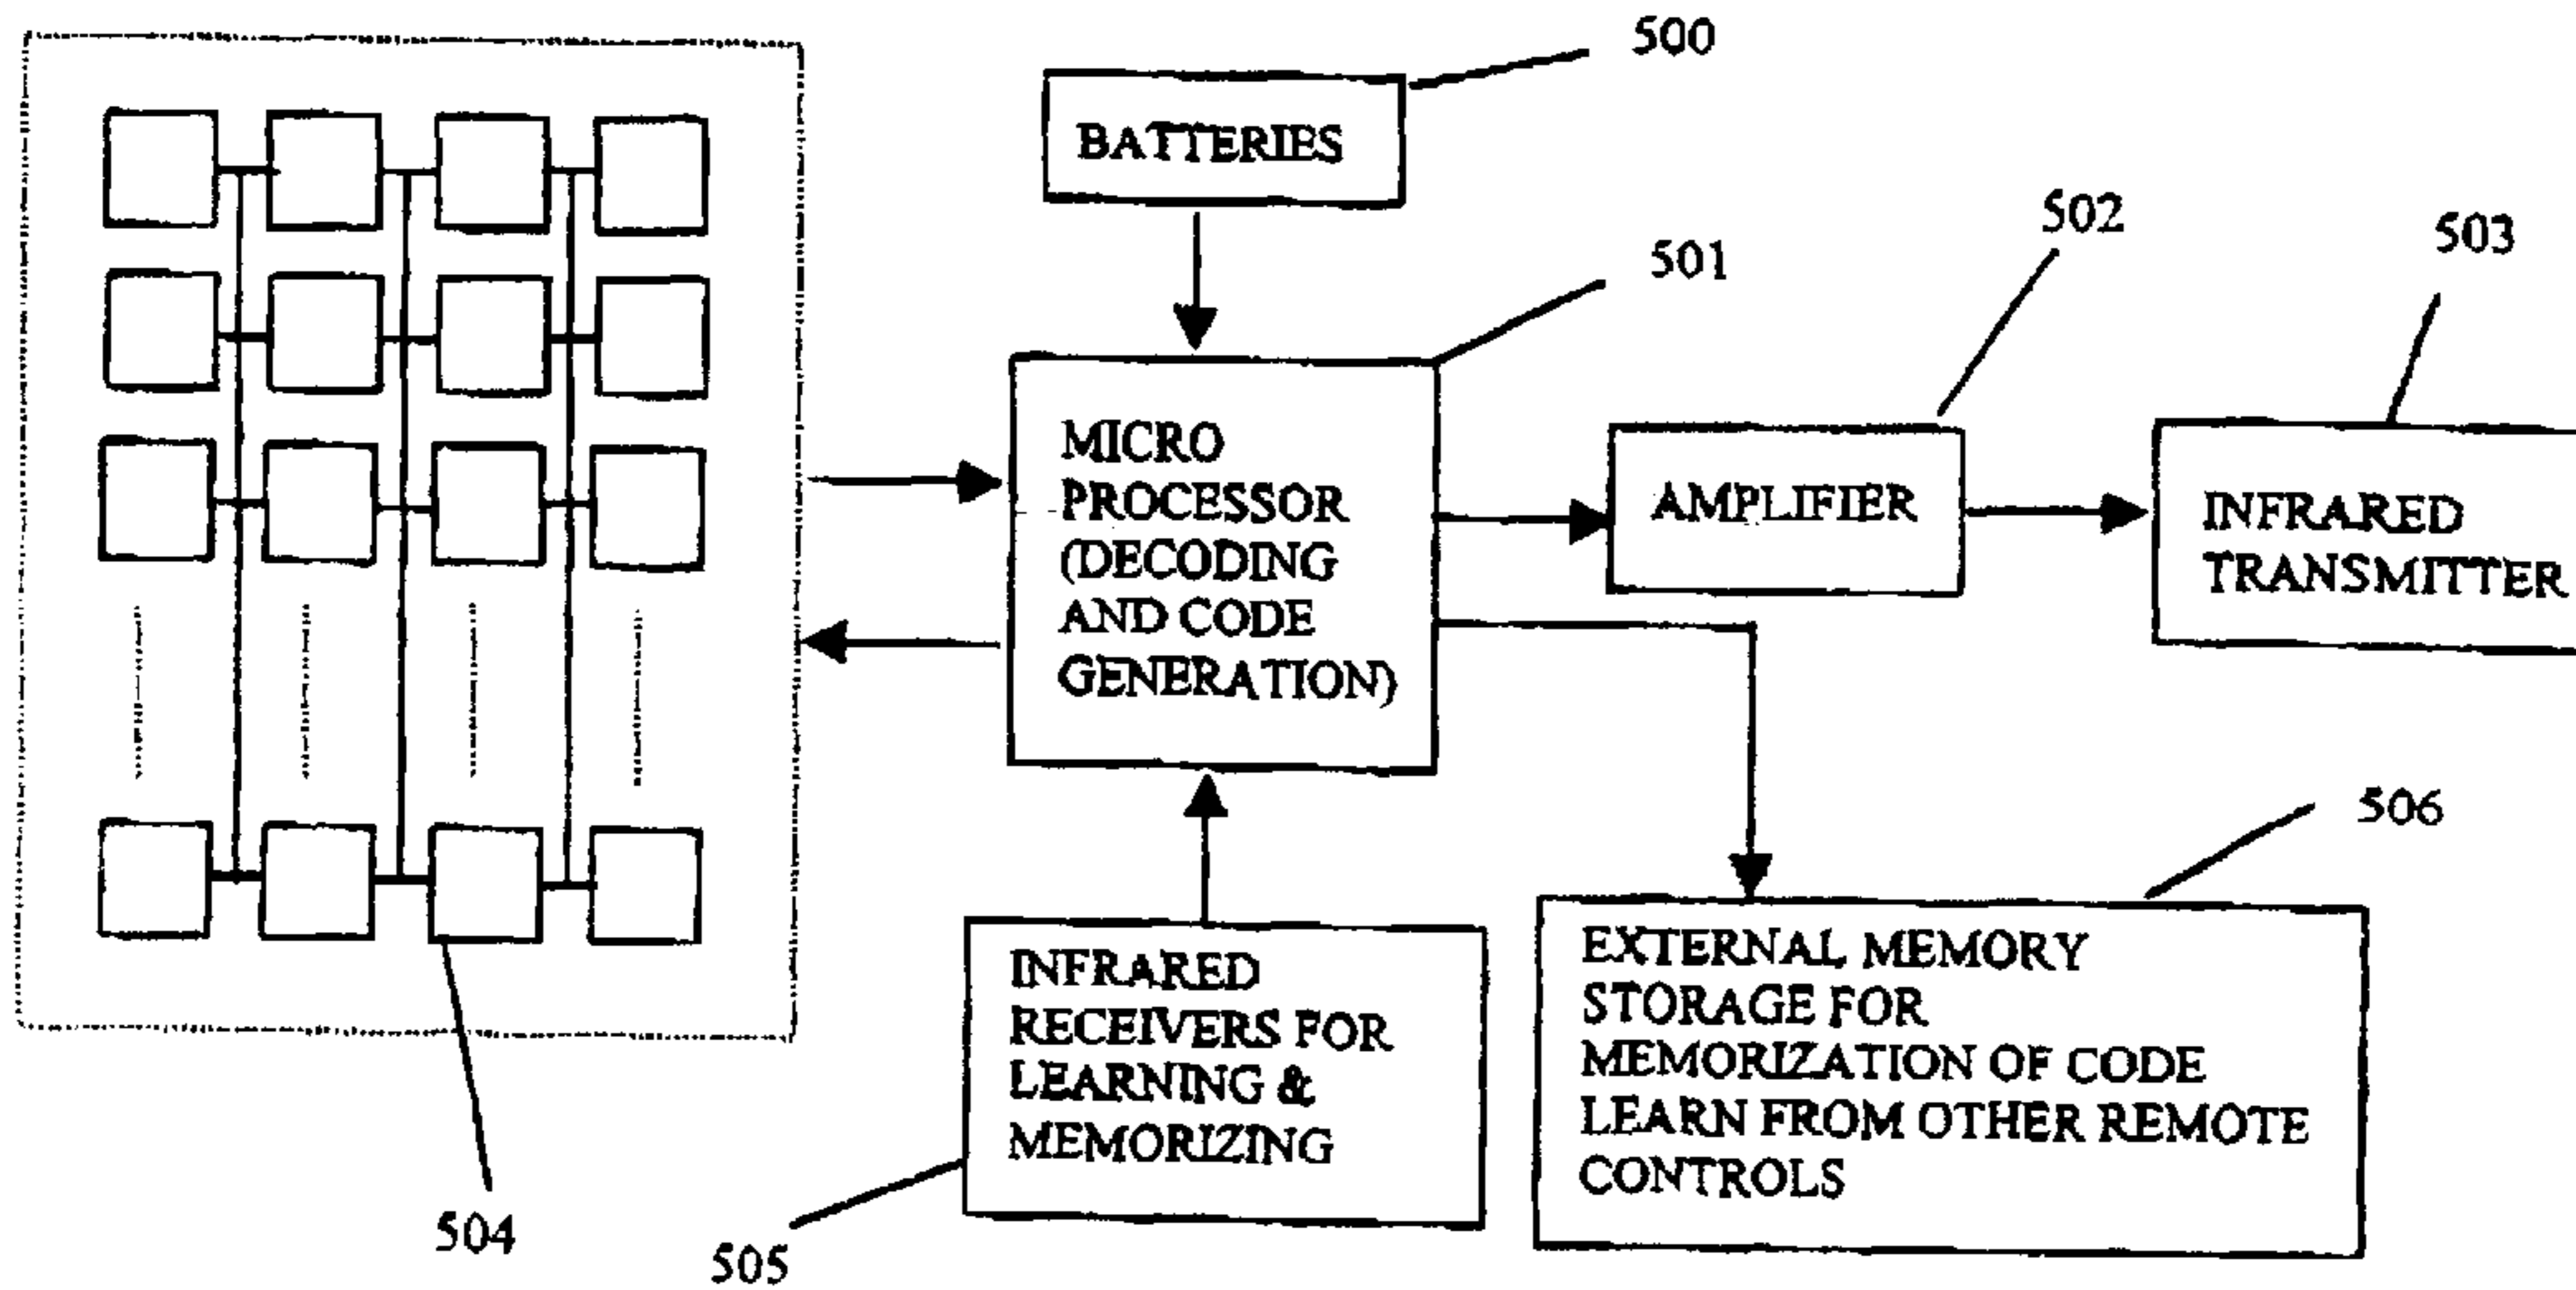 500
BATTERIES
501
502
503
MICRO
PROCESSOR
(DECODING
AND CODE
GENERATION)
AMPLIFIER
INFRARED
TRANSMITTER
504
505
INFRARED
RECEIVERS FOR
LEARNING &
MEMORIZING
506
EXTERNAL MEMORY
STORAGE FOR
MEMORIZATION OF CODE
LEARN FROM OTHER REMOTE
CONTROLS